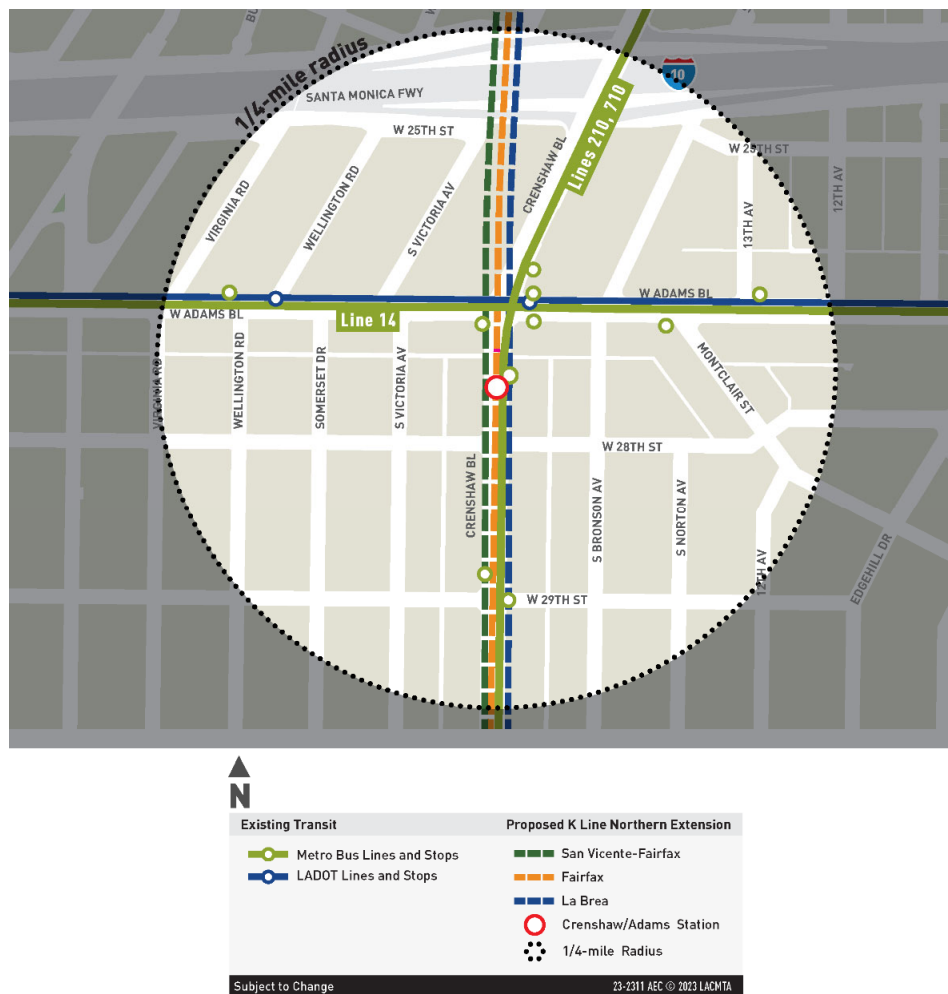 BU
1/4-mile radius
10
SANTA MONICA FWY
W 25TH ST
W 25TH ST
Lines 210, 710
CRENSHAW BL
VIRGINIA RD
WELLINGTON RD
S VICTORIA AV
13TH AV
12TH AV
W ADAMS BL
W ADAMS BL
Line 14
VIRGINIA RD
WELLINGTON RD
SOMERSET DR
S VICTORIA AV
MONTCLAIR ST
W 28TH ST
CRENSHAW BL
S BRONSON AV
S NORTON AV
12TH AV
EDGEHILL DR
W 29TH ST
N
Existing Transit
Metro Bus Lines and Stops
LADOT Lines and Stops
Proposed K Line Northern Extension
San Vicente-Fairfax
Fairfax
La Brea
Crenshaw/Adams Station
1/4-mile Radius
Subject to Change
23-2311 AEC © 2023 LACMTA